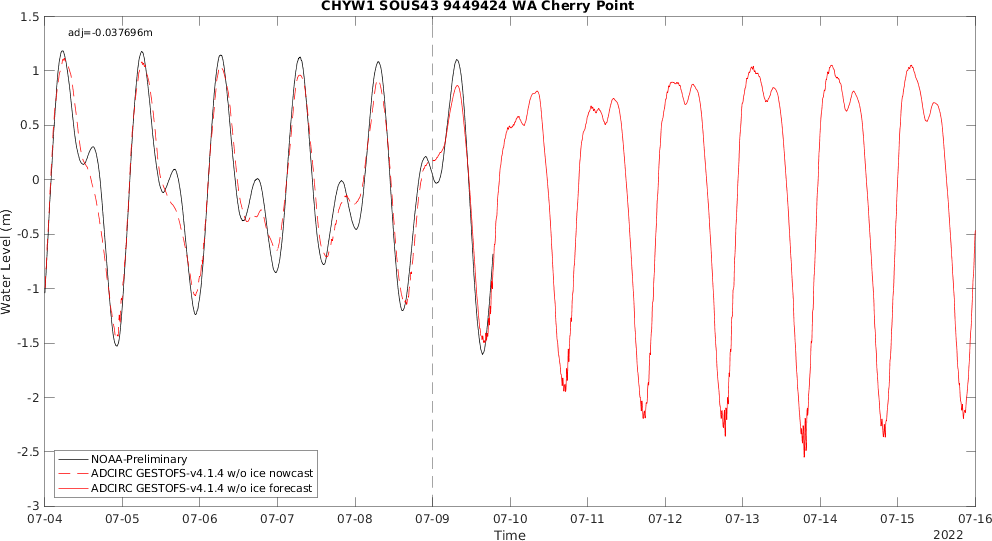 CHYW1 SOUS43 9449424 WA Cherry Point
adj=-0.037696m
1.5
1
0.5
0
-0.5
-1
-1.5
-2
-2.5
-3
Water Level (m)
NOAA-Preliminary
ADCIRC GESTOFS-v4.1.4 w/o ice nowcast
ADCIRC GESTOFS-v4.1.4 w/o ice forecast
07-04 07-05 07-06 07-07 07-08 07-09 07-10 07-11 07-12 07-13 07-14 07-15 07-16
Time
2022